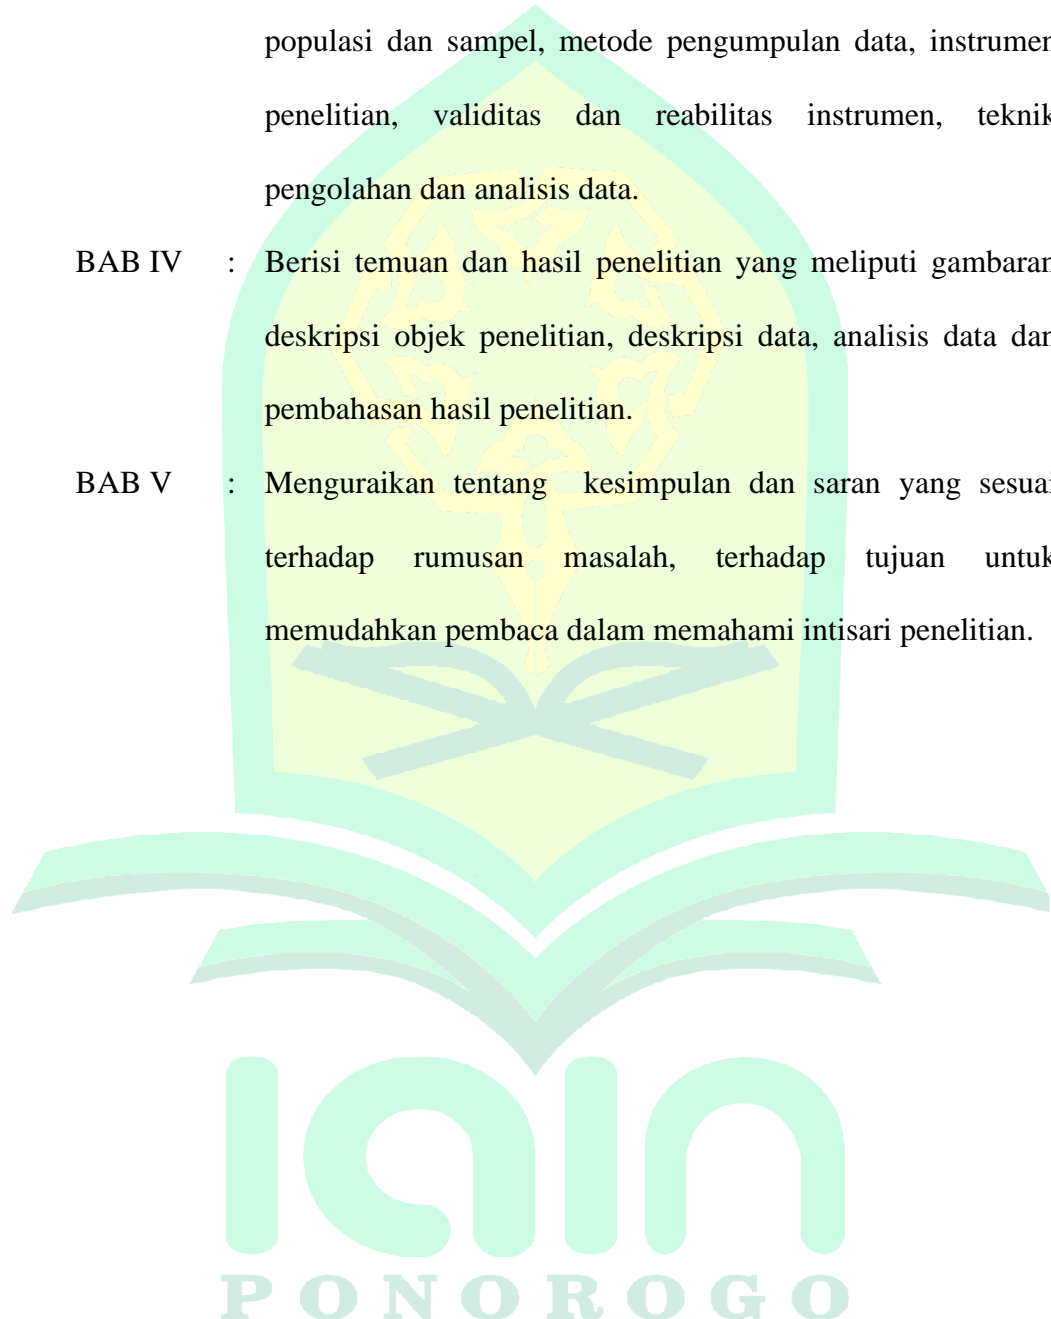 populasi dan sampel, metode pengumpulan data, instrumen
penelitian, validitas dan reabilitas instrumen, teknik
pengolahan dan analisis data.
BAB IV : Berisi temuan dan hasil penelitian yang meliputi gambaran
deskripsi objek penelitian, deskripsi data, analisis data dan
pembahasan hasil penelitian.
BAB V : Menguraikan tentang kesimpulan dan saran yang sesuai
terhadap rumusan masalah, terhadap tujuan untuk
memudahkan pembaca dalam memahami intisari penelitian.
iain
PONOROGO